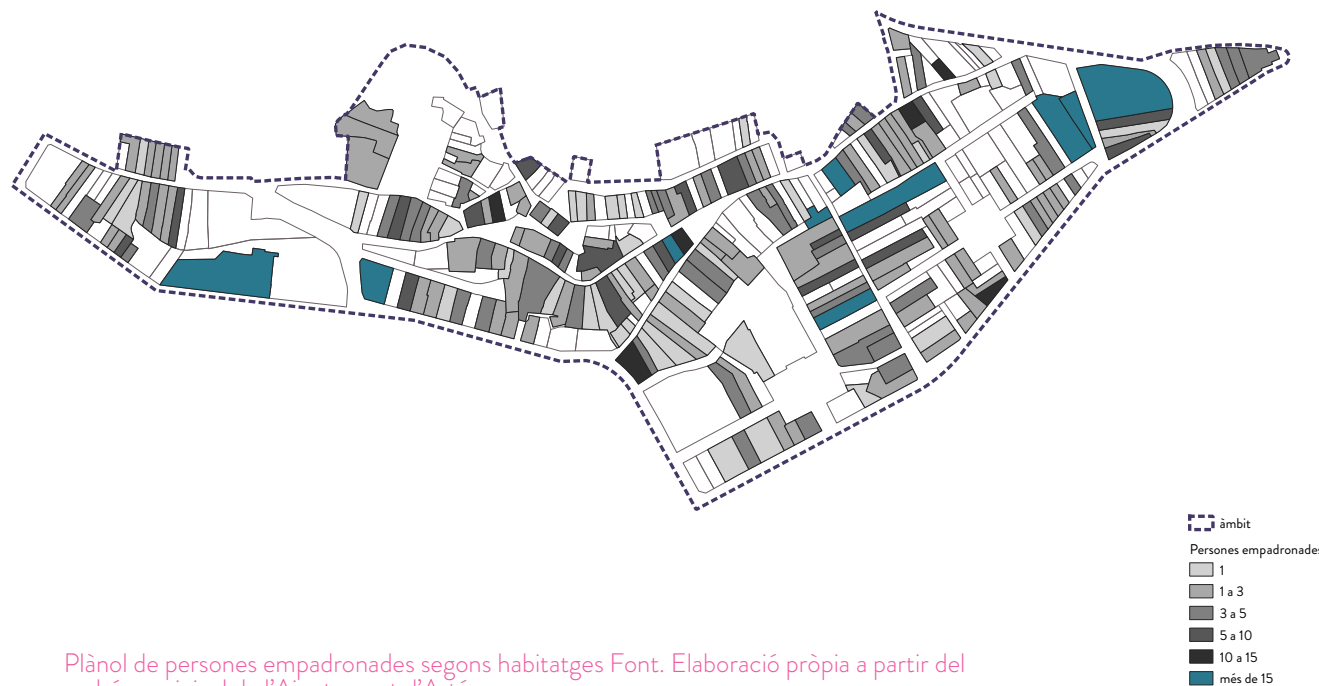 àmbit
Persones empadronades
1
1 a 3
3 a 5
5 a 10
10 a 15
més de 15
Plànol de persones empadronades segons habitatges Font. Elaboració pròpia a partir del